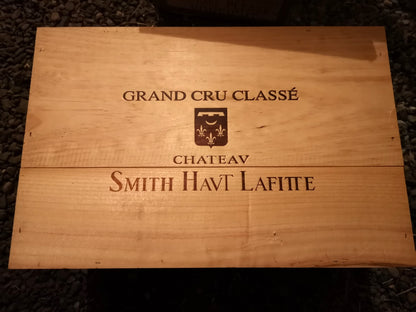 GRAND CRU CLASSÉ
CHATEAV
SMITH HAVT LAFITTE